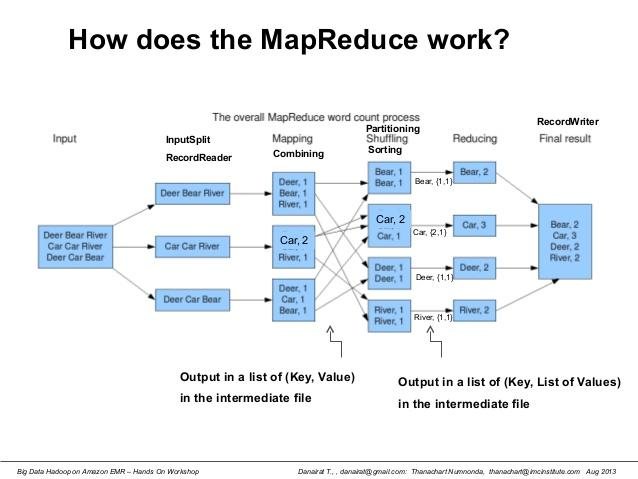 How does the MapReduce work?
The overall MapReduce word count process
Input
InputSplit
RecordReader
Mapping
Combining
Partitioning
Shuffling
Sorting
Reducing
RecordWriter
Final result
Deer Bear River
Car Car River
Deer Car Bear
Deer Bear River
Car Car River
Deer Car Bear
Deer, 1
Bear, 1
River, 1
Car, 2
River, 1
Deer, 1
Car, 1
Bear, 1
Bear, 1
Bear, 1
Car, 2
Car, 1
Deer, 1
Deer, 1
River, 1
River, 1
Bear, {1,1}
Car, {2,1}
Deer, {1,1}
River, {1,1}
Bear, 2
Car, 3
Deer, 2
River, 2
Bear, 2
Car, 3
Deer, 2
River, 2
Output in a list of (Key, Value)
in the intermediate file
Output in a list of (Key, List of Values)
in the intermediate file
Big Data Hadoop on Amazon EMR – Hands On Workshop
Danairat T., , danairat@gmail.com: Thanachart Numnonda, thanachart@imcinstitute.com Aug 2013